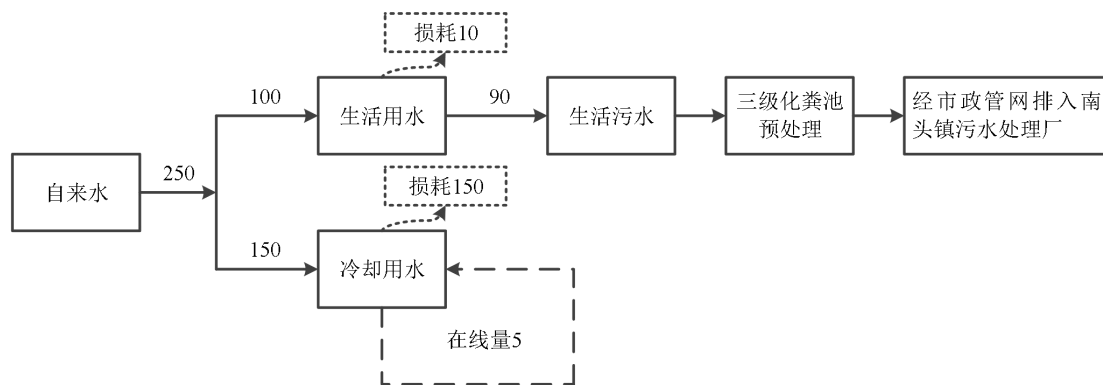 损耗10
100
生活用水
90
生活污水
三级化粪池
预处理
经市政管网排入南
头镇污水处理厂
自来水
250
损耗150
150
冷却用水
在线量5